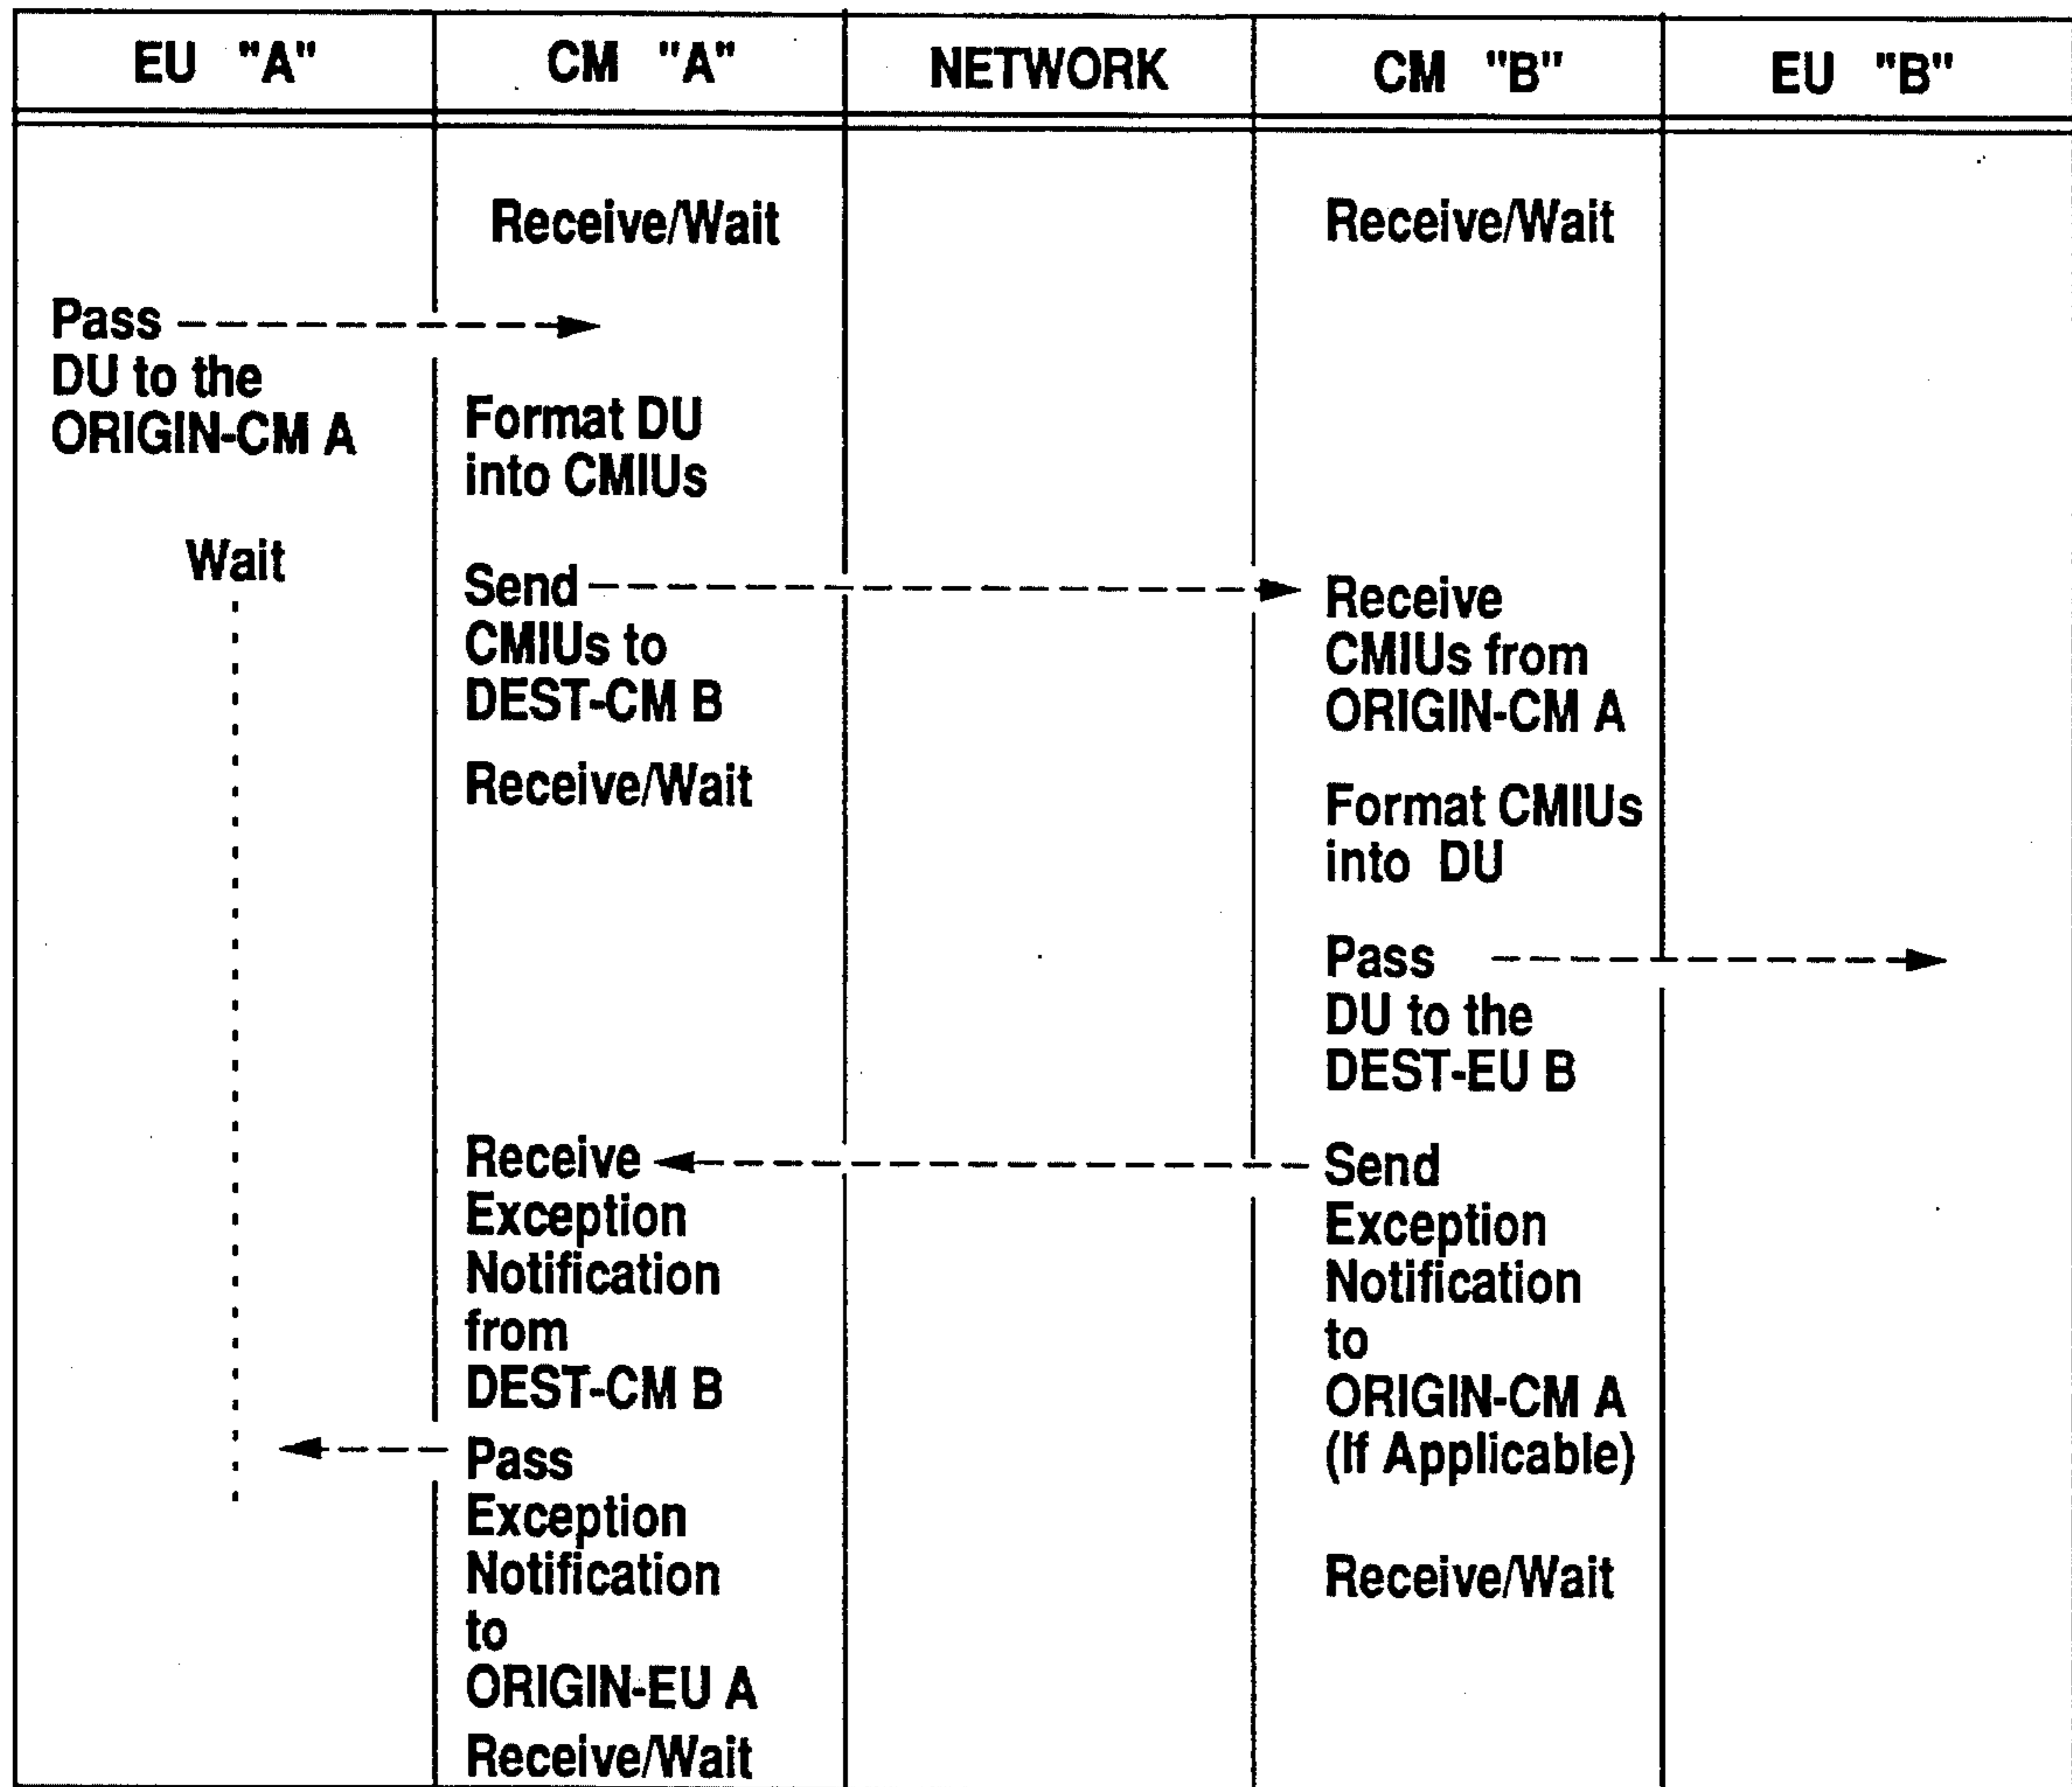 EU "A"
CM "A"
NETWORK
CM "B"
EU "B"
Receive/Wait
Receive/Wait
Pass
DU to the
ORIGIN-CM A
Format DU
into CMIUs
Wait
Send
CMIUs to
DEST-CM B
Receive
CMIUs from
ORIGIN-CM A
Receive/Wait
Format CMIUs
into DU
Pass
DU to the
DEST-EU B
Send
Exception
Notification
to
ORIGIN-CM A
(If Applicable)
Receive
Exception
Notification
from
DEST-CM B
Pass
Exception
Notification
to
ORIGIN-EU A
Receive/Wait
Receive/Wait